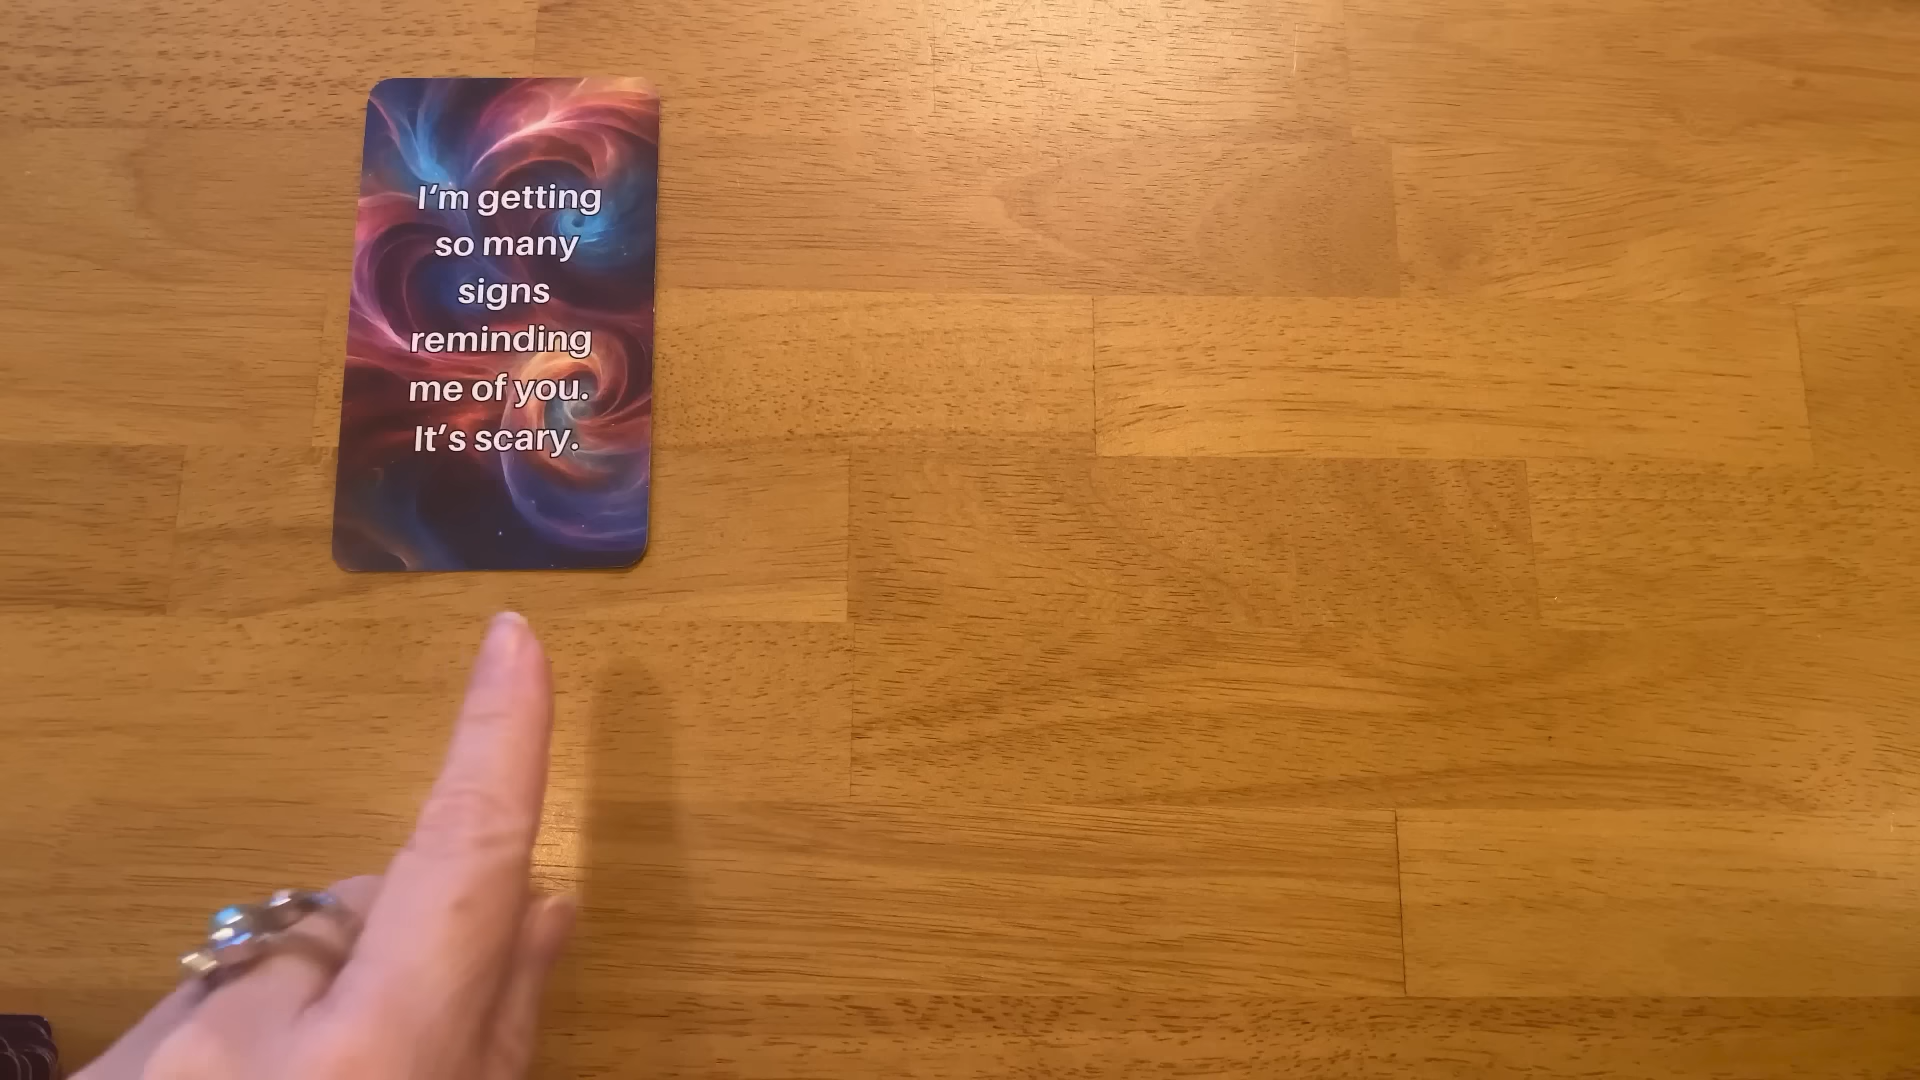 I'm getting
so many
signs
reminding
me of you.
It's scary.